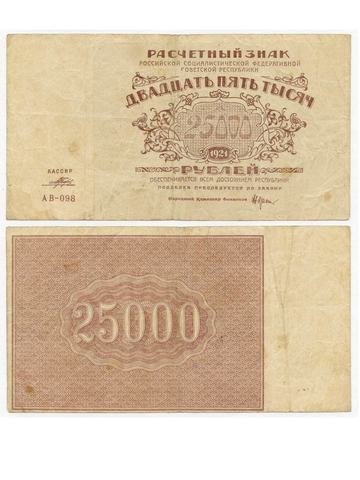 РАСЧЕТНЫЙ ЗНАК
РОССИЙСКОЙ СОЦИАЛИСТИЧЕСКОЙ ФЕДЕРАТИВНОЙ
СОВЕТСКОЙ РЕСПУБЛИКИ
ДВАДЦАТЬ ПЯТЬ ТЫСЯЧ
25000
1921
РУБЛЕЙ
ОБЕСПЕЧИВАЕТСЯ ВСЕМ ДОСТОЯНИЕМ РЕСПУБЛИКИ
ПОДДЕЛКА ПРЕСЛЕДУЕТСЯ ПО ЗАКОНУ
Народный Комиссар финансов
КАССИР
АВ-098
25000